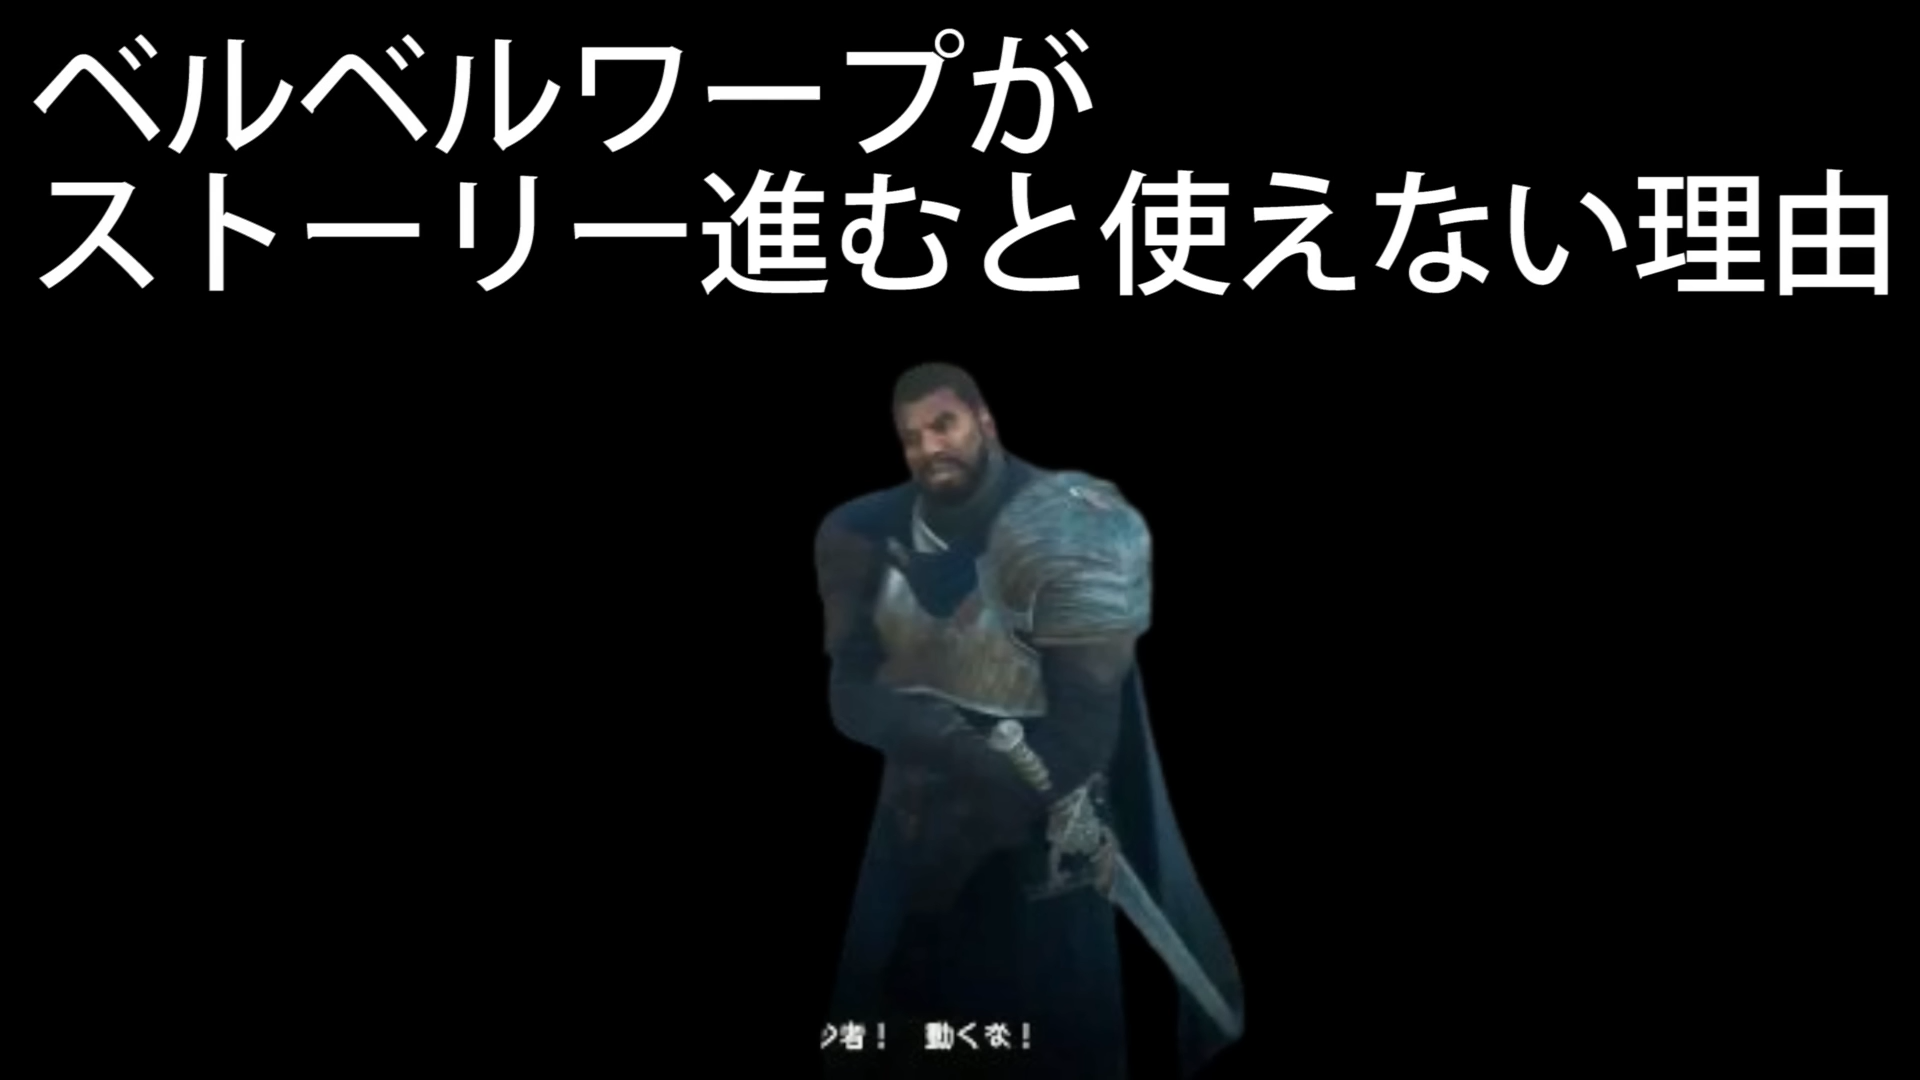 ベルベルワープが
ストーリー進むと使えない理由
者！　動くな！